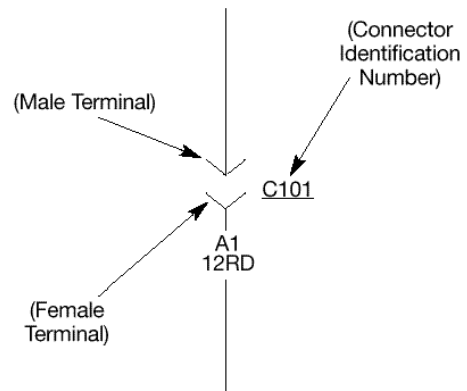 (Connector
Identification
Number)
(Male Terminal)
C101
A1
12RD
(Female
Terminal)